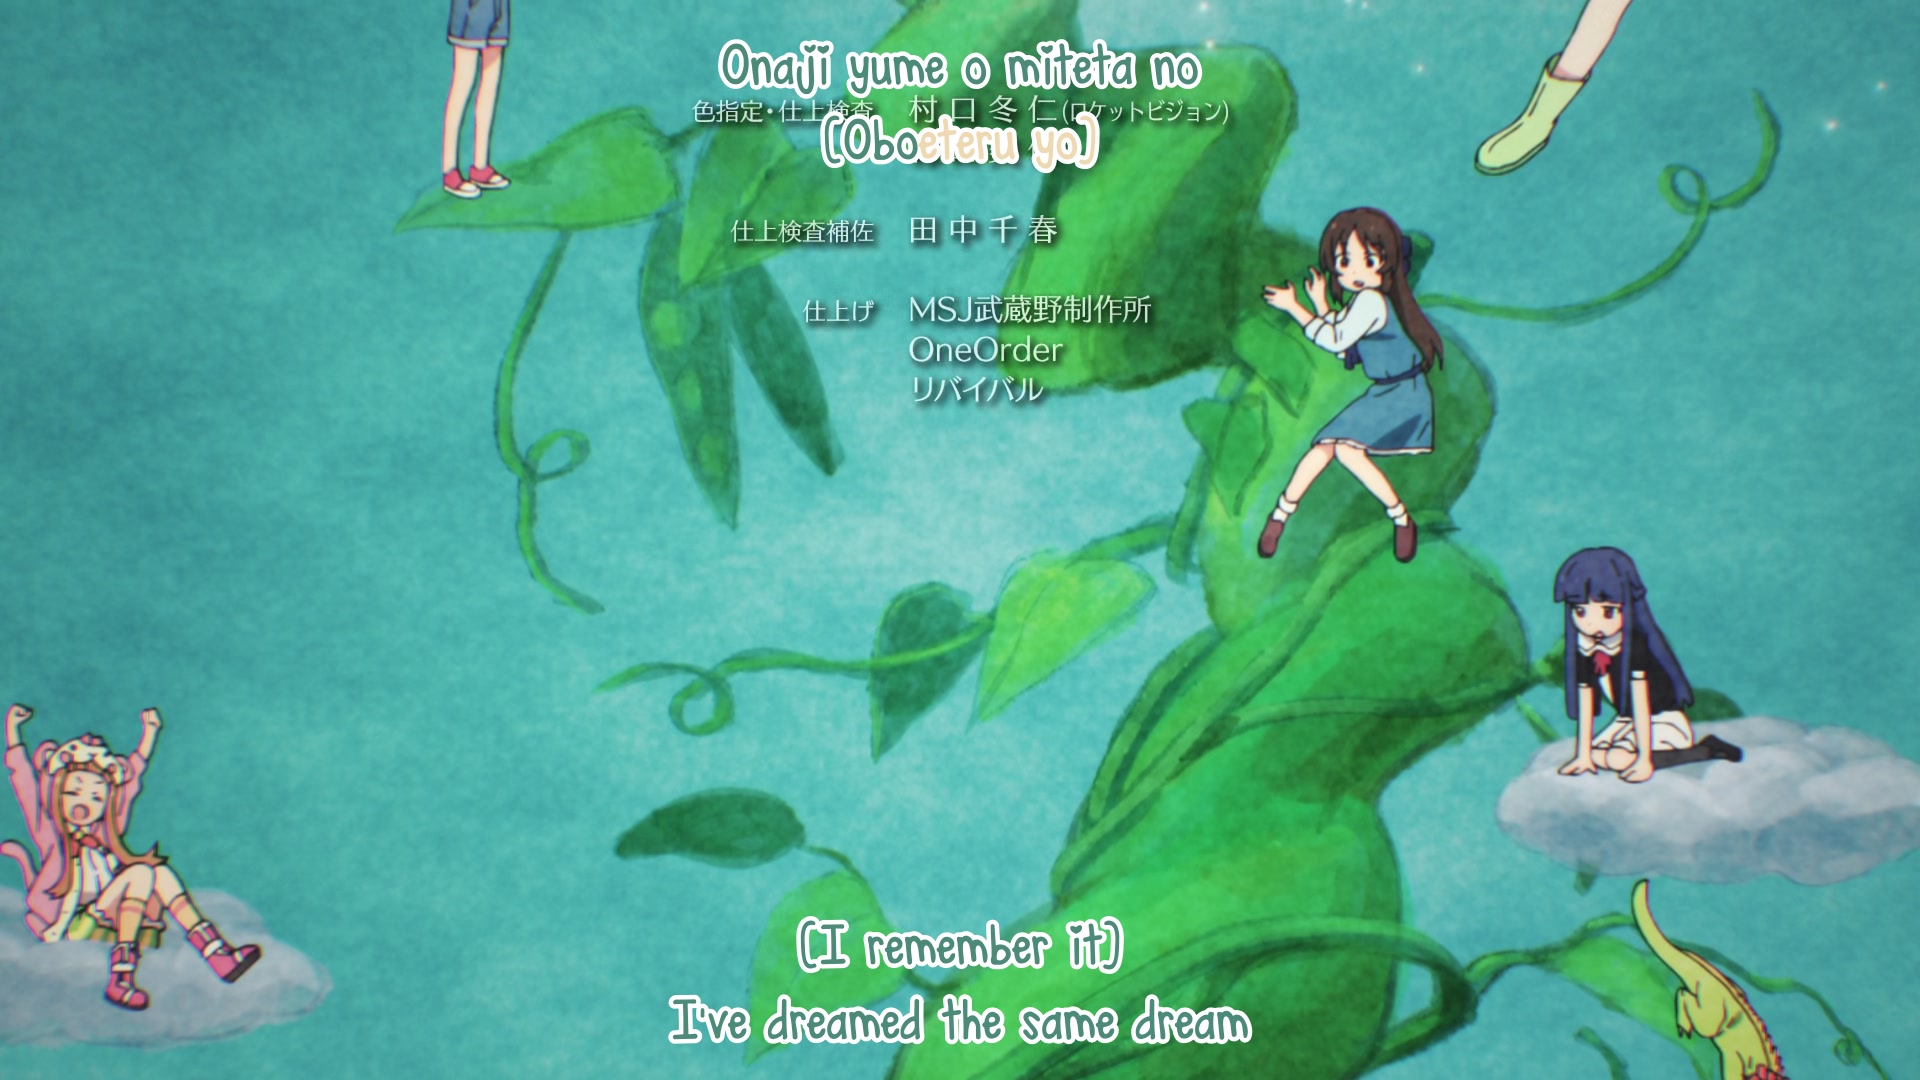 Onaji yume o miteta no
色指定・仕上検査 村口冬仁(ロケットビジョン)
(Oboeteru yo)
仕上検査補佐 田中千春
仕上げ MSJ武蔵野制作所
OneOrder
リバイバル
(I remember it)
I've dreamed the same dream